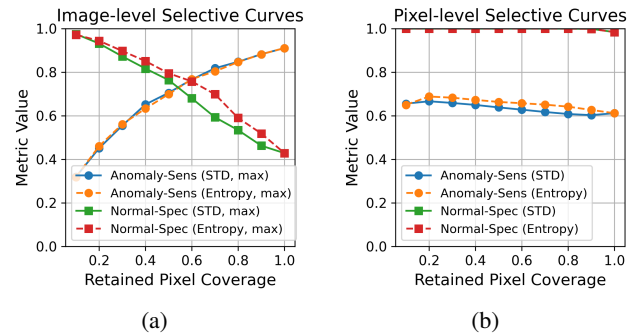 Image-level Selective Curves
Metric Value
1.0
0.8
0.6
0.4
0.2
0.0
Anomaly-Sens (STD, max)
Anomaly-Sens (Entropy, max)
Normal-Spec (STD, max)
Normal-Spec (Entropy, max)
0.2 0.4 0.6 0.8 1.0
Retained Pixel Coverage
(a)
Pixel-level Selective Curves
Metric Value
1.0
0.8
0.6
0.4
0.2
0.0
Anomaly-Sens (STD)
Anomaly-Sens (Entropy)
Normal-Spec (STD)
Normal-Spec (Entropy)
0.2 0.4 0.6 0.8 1.0
Retained Pixel Coverage
(b)